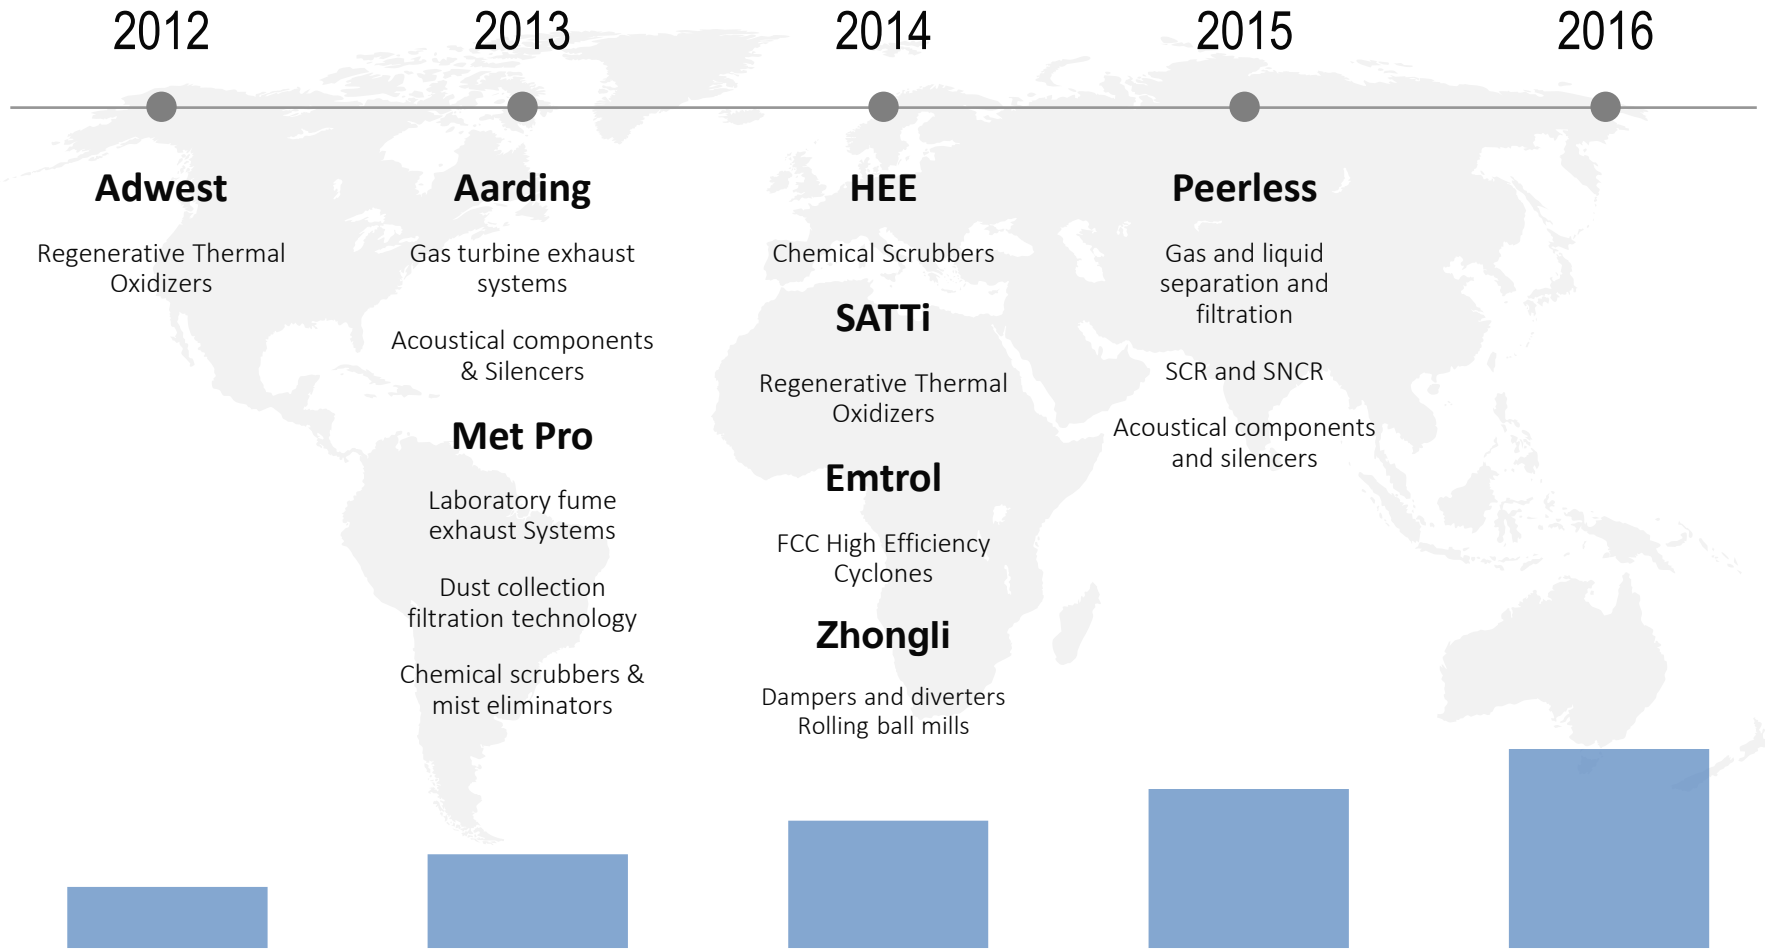 2012
2013
2014
2015
2016
Adwest
Regenerative Thermal
Oxidizers
Aarding
Gas turbine exhaust
systems
Acoustical components
& Silencers
Met Pro
Laboratory fume
exhaust Systems
Dust collection
filtration technology
Chemical scrubbers &
mist eliminators
HEE
Chemical Scrubbers
SATTi
Regenerative Thermal
Oxidizers
Emtrol
FCC High Efficiency
Cyclones
Zhongli
Dampers and diverters
Rolling ball mills
Peerless
Gas and liquid
separation and
filtration
SCR and SNCR
Acoustical components
and silencers